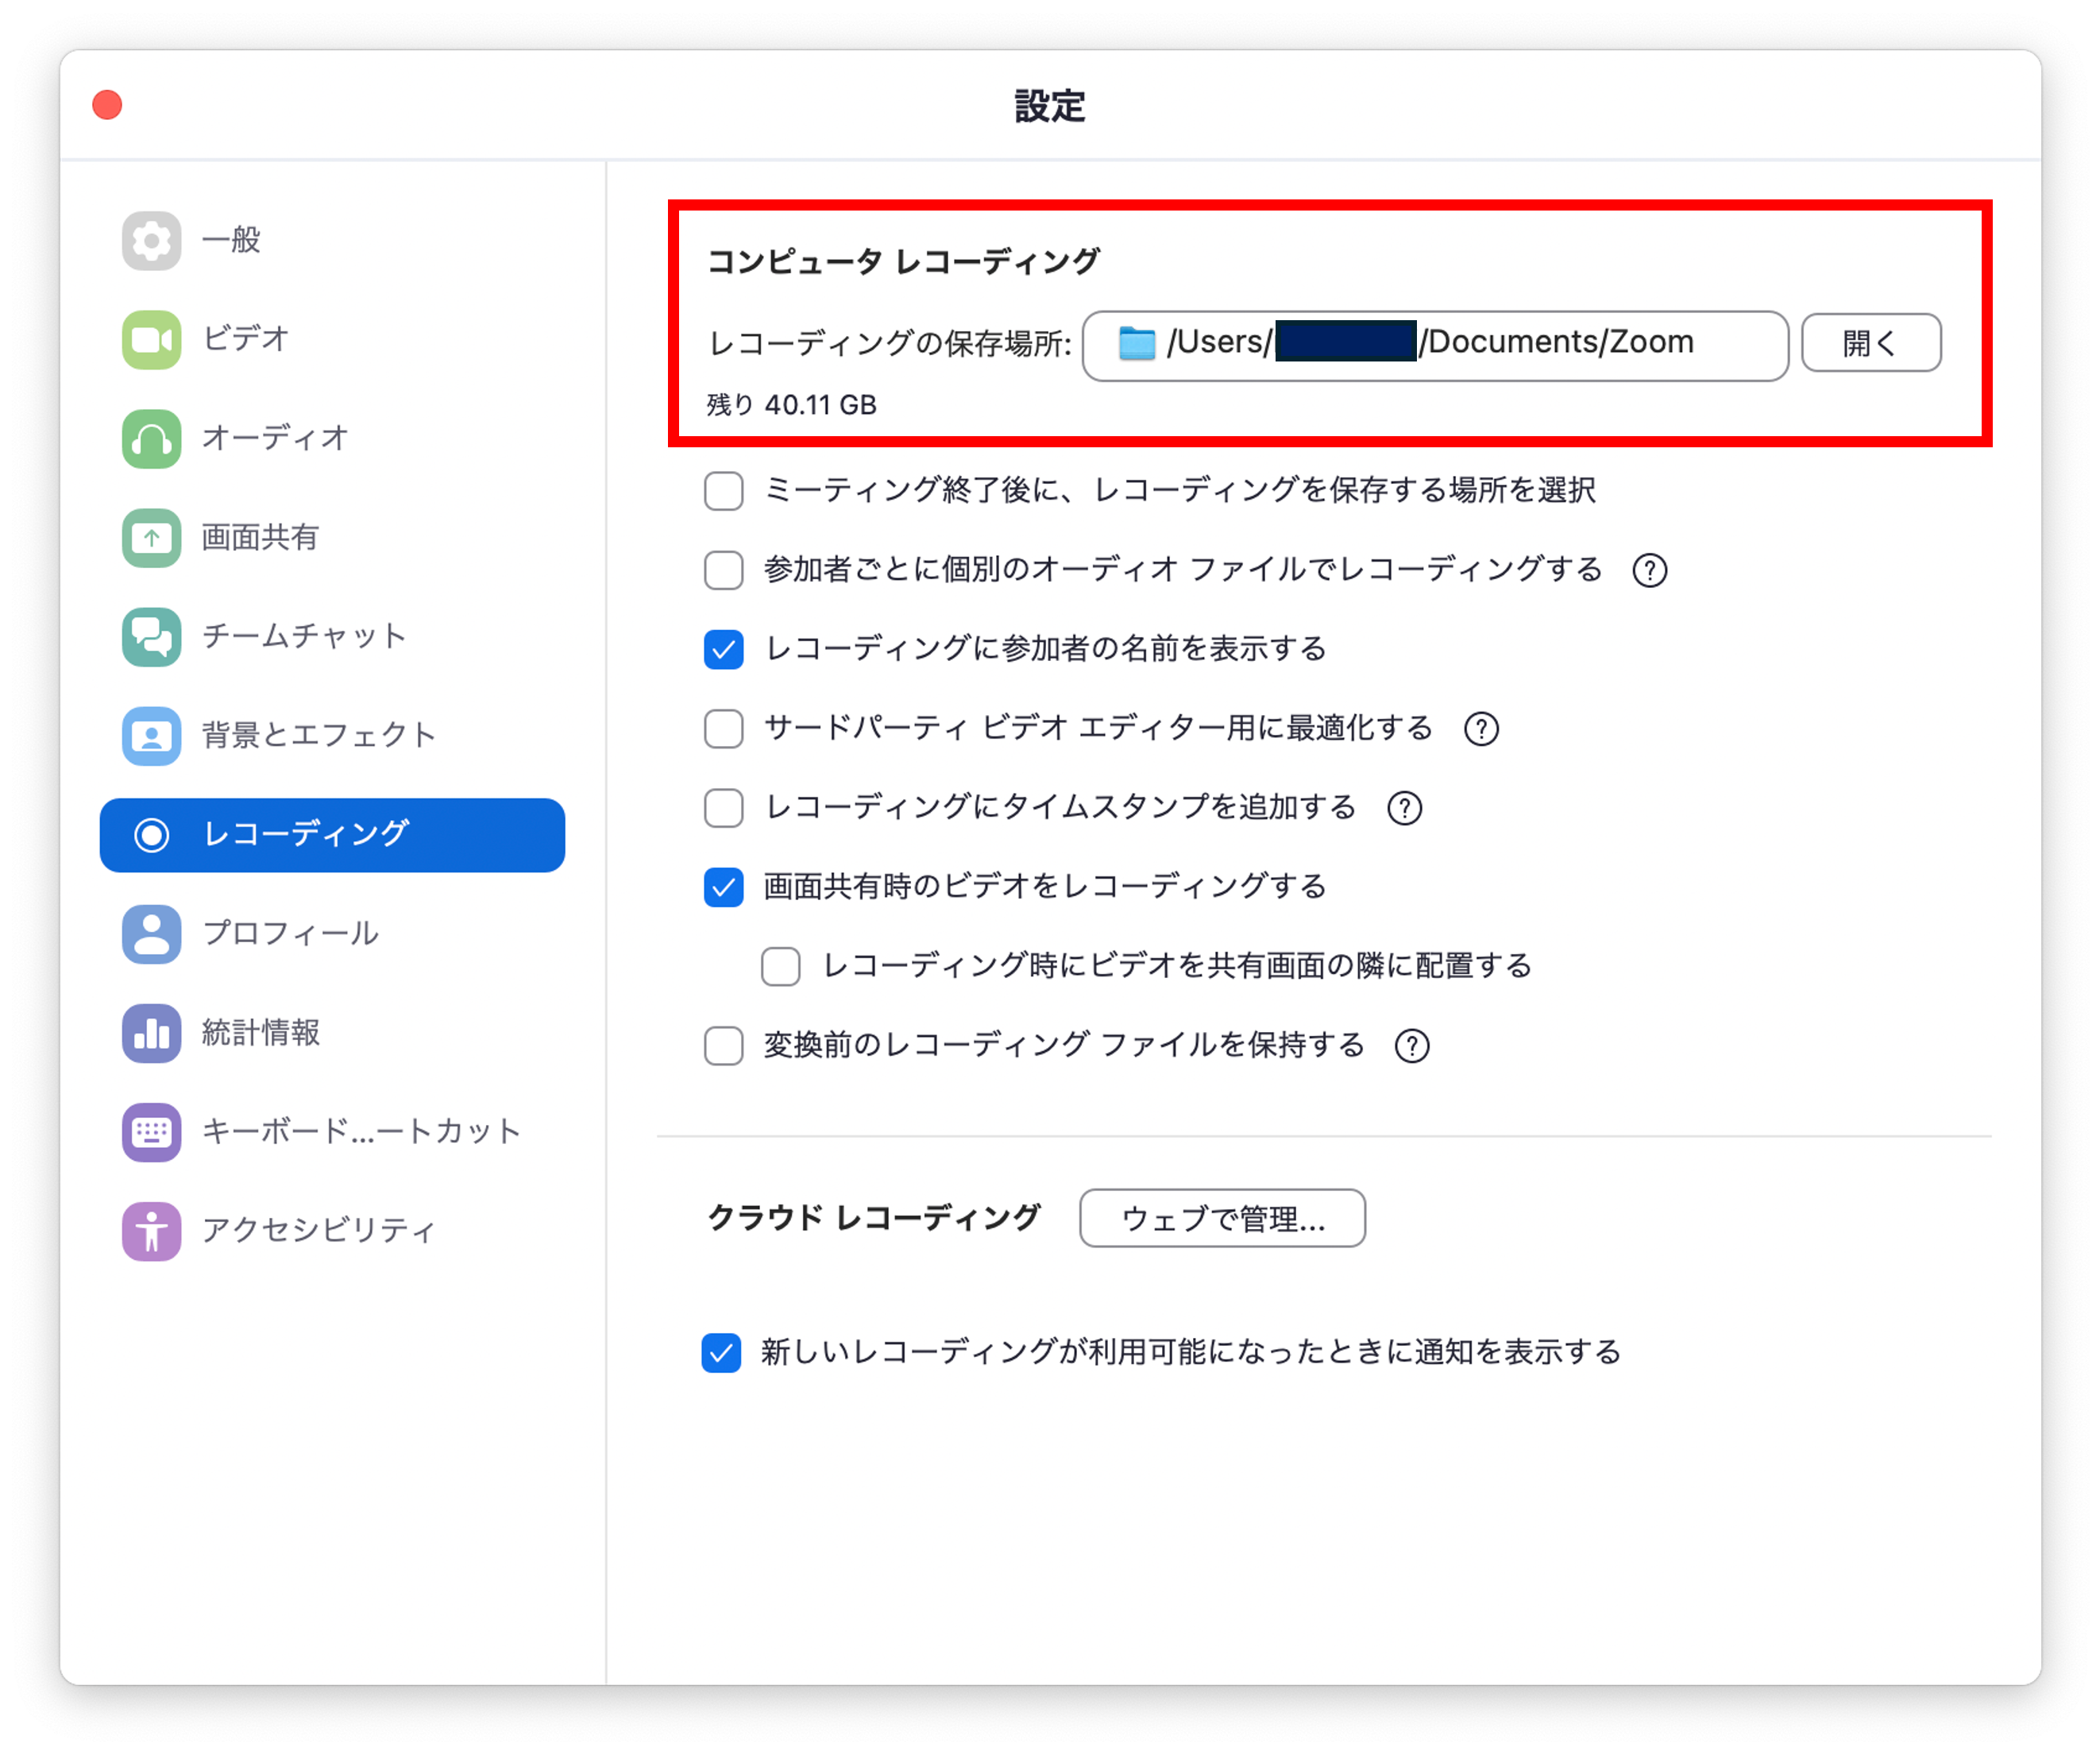 設定
一般
ビデオ
オーディオ
画面共有
チームチャット
背景とエフェクト
レコーディング
プロフィール
統計情報
キーボード...ートカット
アクセシビリティ
コンピュータ レコーディング
レコーディングの保存場所: /Users/ /Documents/Zoom 開く
残り 40.11 GB
ミーティング終了後に、レコーディングを保存する場所を選択
参加者ごとに個別のオーディオ ファイルでレコーディングする ?
レコーディングに参加者の名前を表示する
サードパーティ ビデオ エディター用に最適化する ?
レコーディングにタイムスタンプを追加する ?
画面共有時のビデオをレコーディングする
レコーディング時にビデオを共有画面の隣に配置する
変換前のレコーディング ファイルを保持する ?
クラウド レコーディング ウェブで管理...
新しいレコーディングが利用可能になったときに通知を表示する